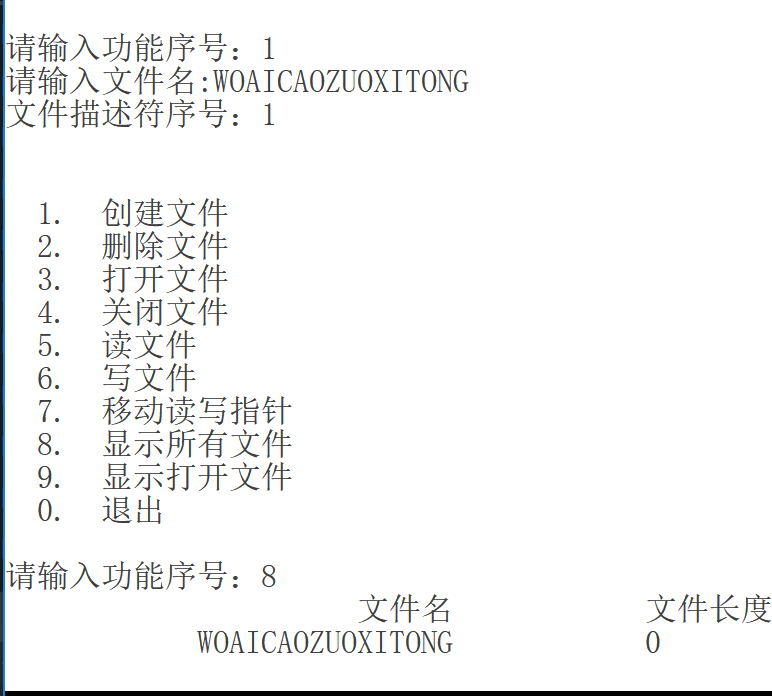 请输入功能序号：1
请输入文件名:WOAICAOZUOXITONG
文件描述符序号：1
1. 创建文件
2. 删除文件
3. 打开文件
4. 关闭文件
5. 读文件
6. 写文件
7. 移动读写指针
8. 显示所有文件
9. 显示打开文件
0. 退出
请输入功能序号：8
文件名 文件长度
WOAICAOZUOXITONG 0